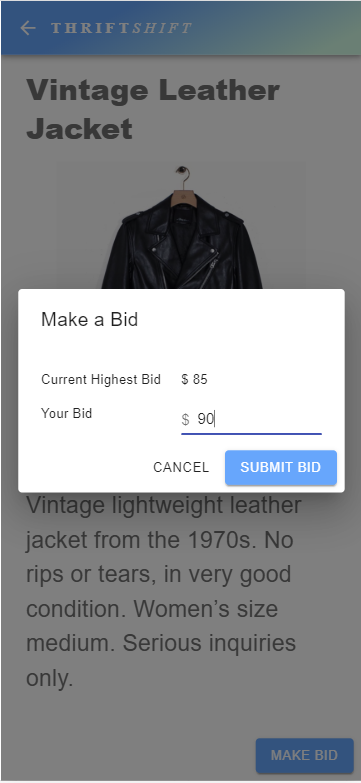 THRIFTSHIFT
Vintage Leather
Jacket
Make a Bid
Current Highest Bid $ 85
Your Bid $ 90
CANCEL SUBMIT BID
Vintage lightweight leather
jacket from the 1970s. No
rips or tears, in very good
condition. Women’s size
medium. Serious inquiries
only.
MAKE BID